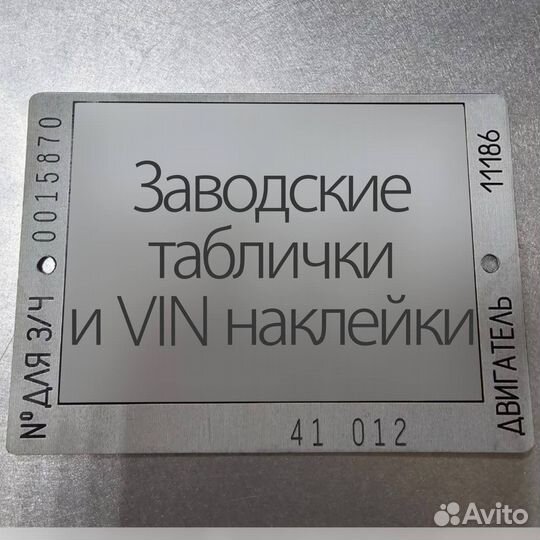 Заводские
таблички
и VIN наклейки
№ ДЛЯ З/Ч 0015870
ДВИГАТЕЛЬ 11186
41 012
Avito